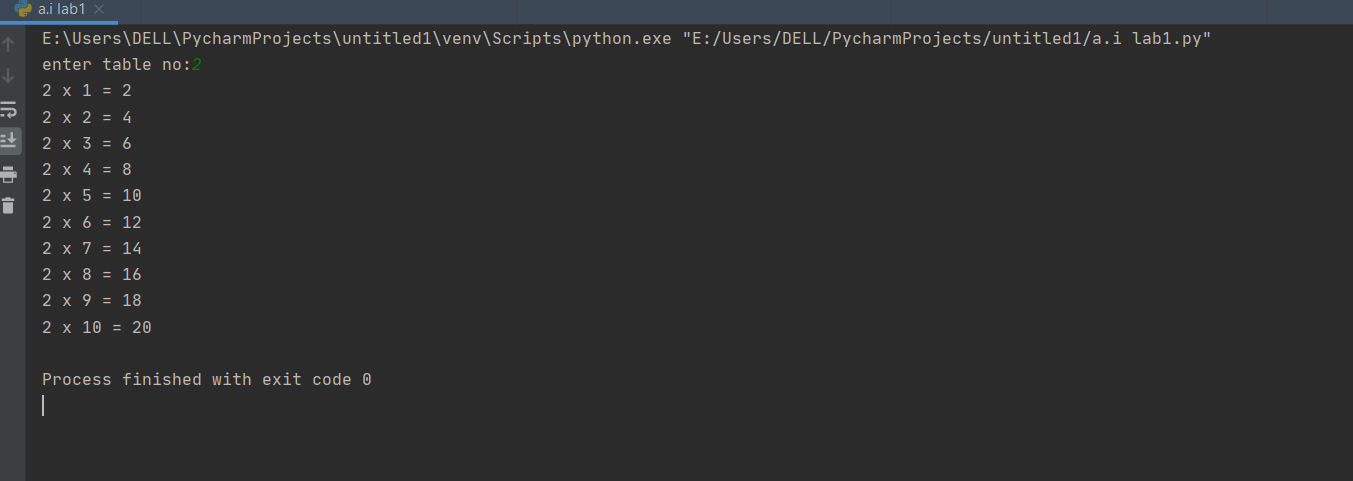 a.i lab1
E:\Users\DELL\PycharmProjects\untitled1\venv\Scripts\python.exe "E:/Users/DELL/PycharmProjects/untitled1/a.i lab1.py"
enter table no:2
2 x 1 = 2
2 x 2 = 4
2 x 3 = 6
2 x 4 = 8
2 x 5 = 10
2 x 6 = 12
2 x 7 = 14
2 x 8 = 16
2 x 9 = 18
2 x 10 = 20
Process finished with exit code 0